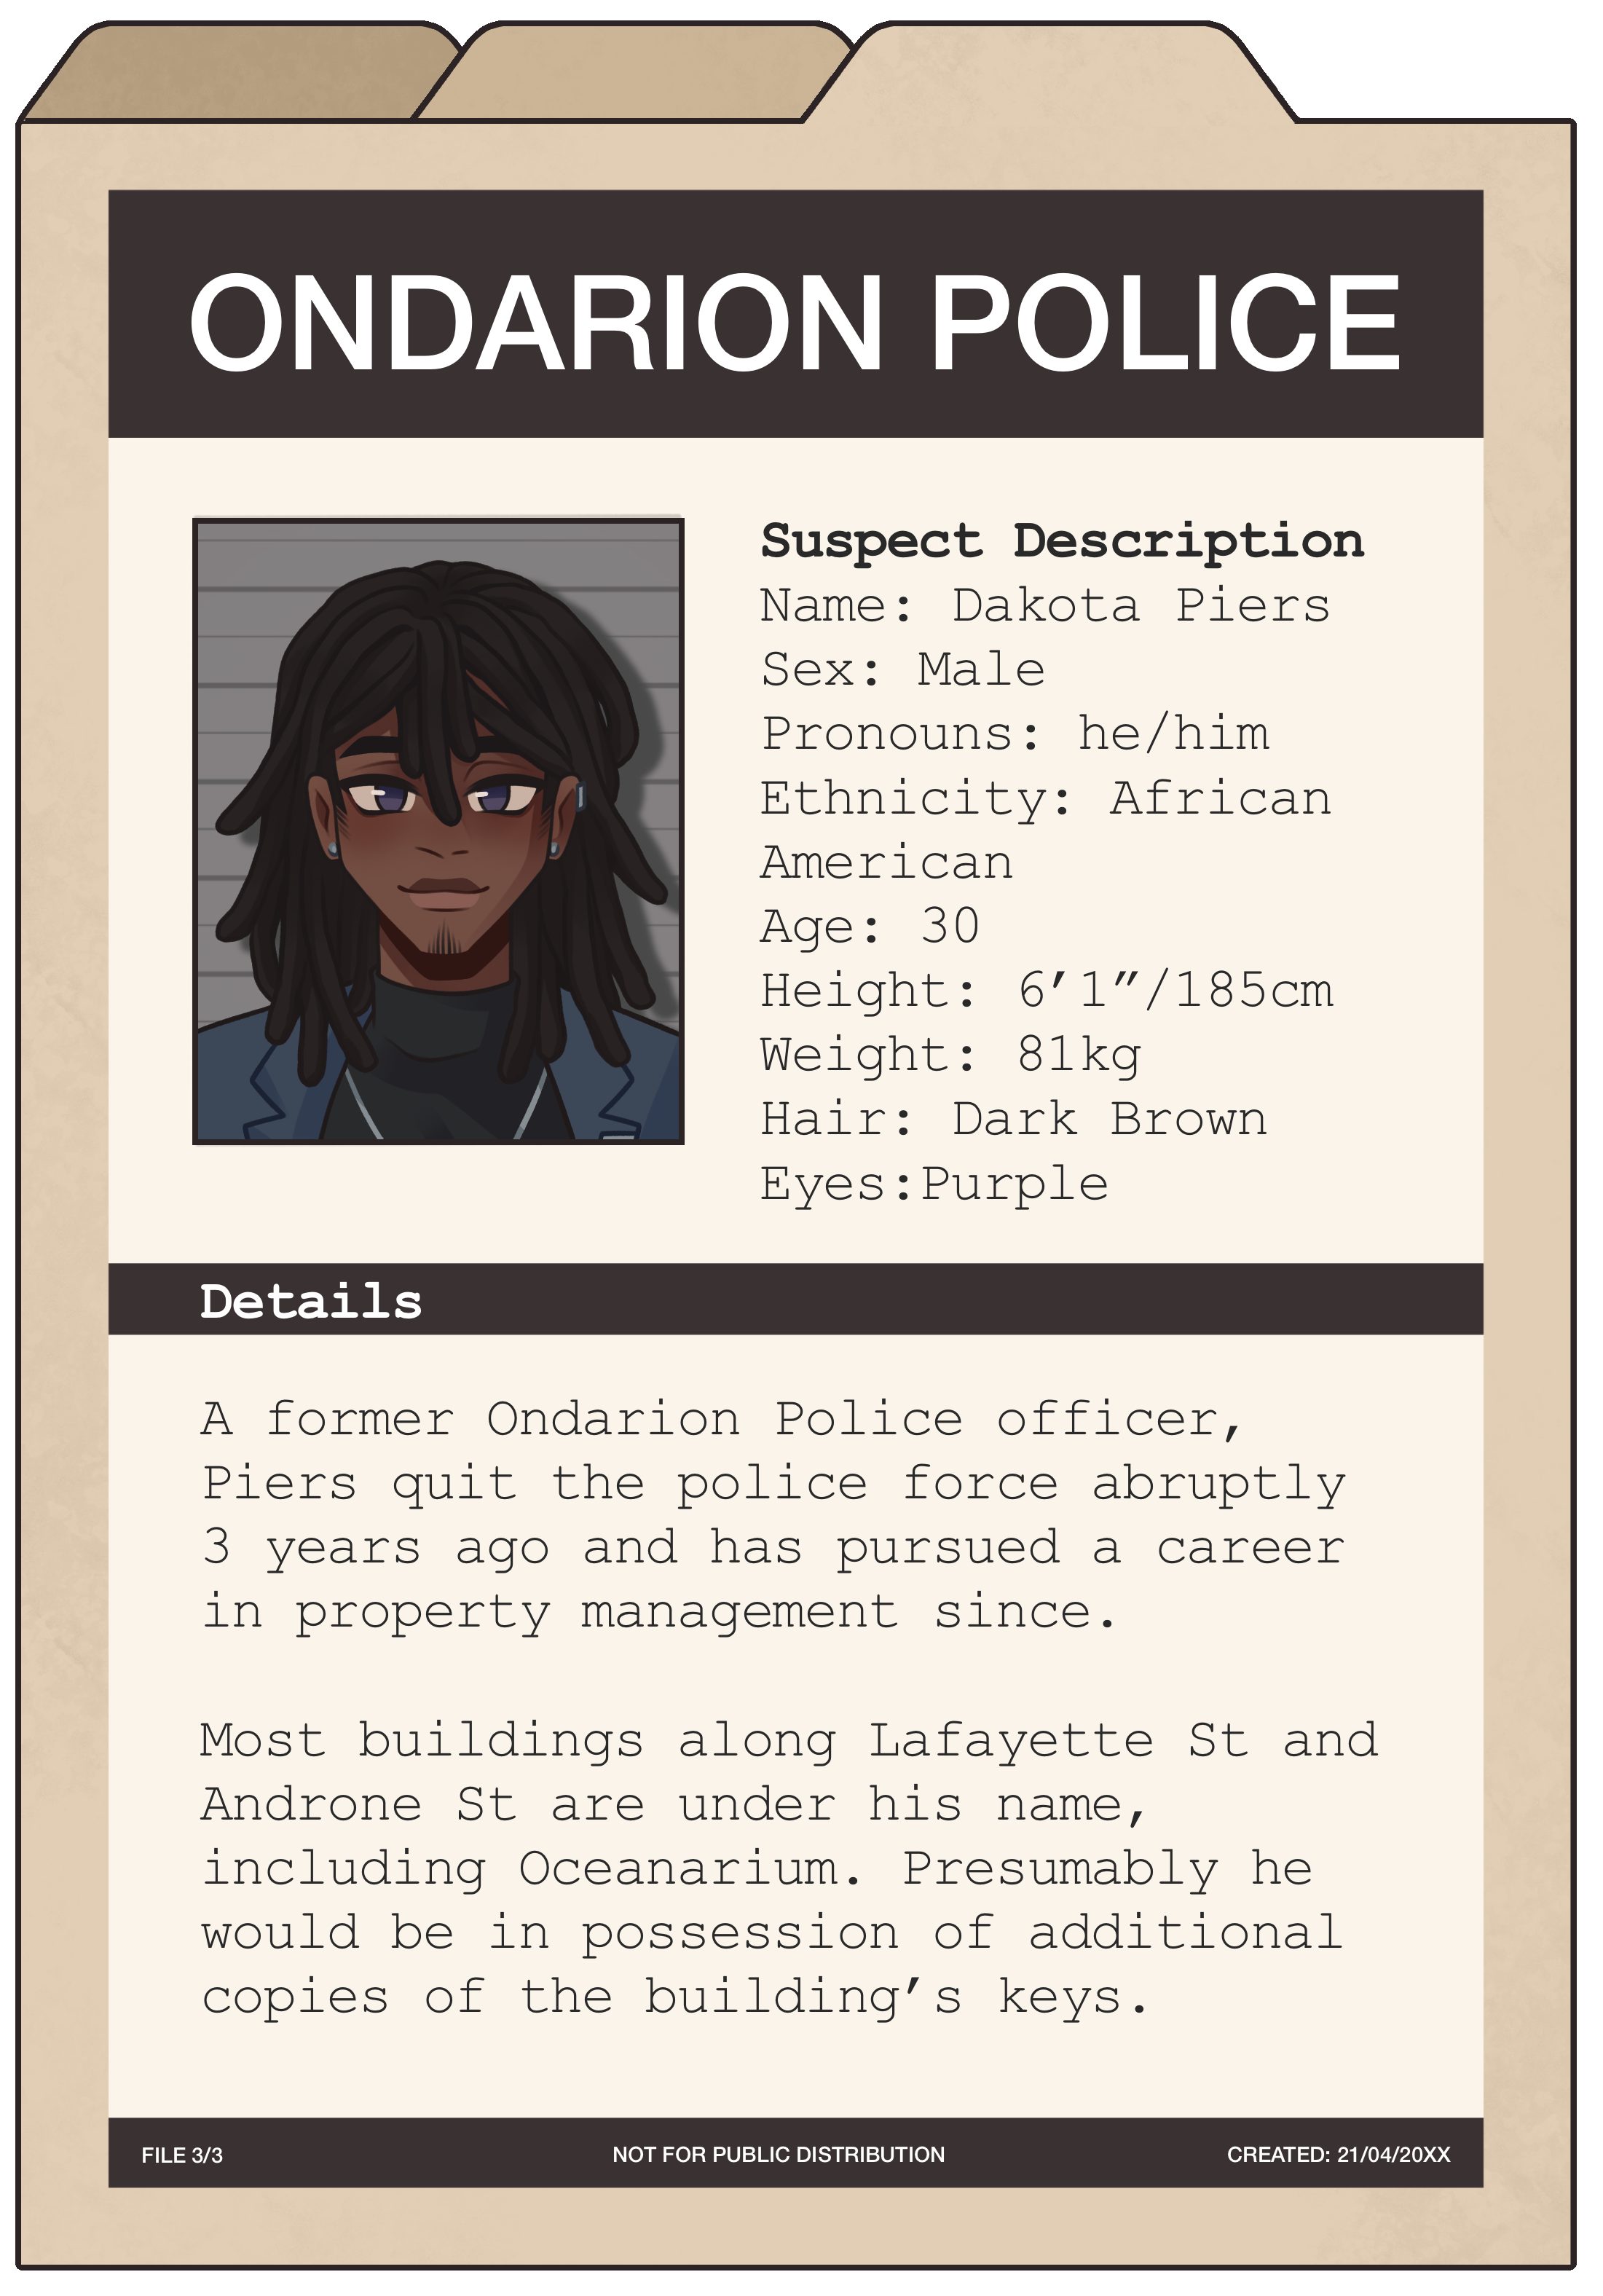 ONDARION POLICE
Suspect Description
Name: Dakota Piers
Sex: Male
Pronouns: he/him
Ethnicity: African
American
Age: 30
Height: 6’1”/185cm
Weight: 81kg
Hair: Dark Brown
Eyes:Purple
Details
A former Ondarion Police officer,
Piers quit the police force abruptly
3 years ago and has pursued a career
in property management since.
Most buildings along Lafayette St and
Androne St are under his name,
including Oceanarium. Presumably he
would be in possession of additional
copies of the building’s keys.
FILE 3/3
NOT FOR PUBLIC DISTRIBUTION
CREATED: 21/04/20XX